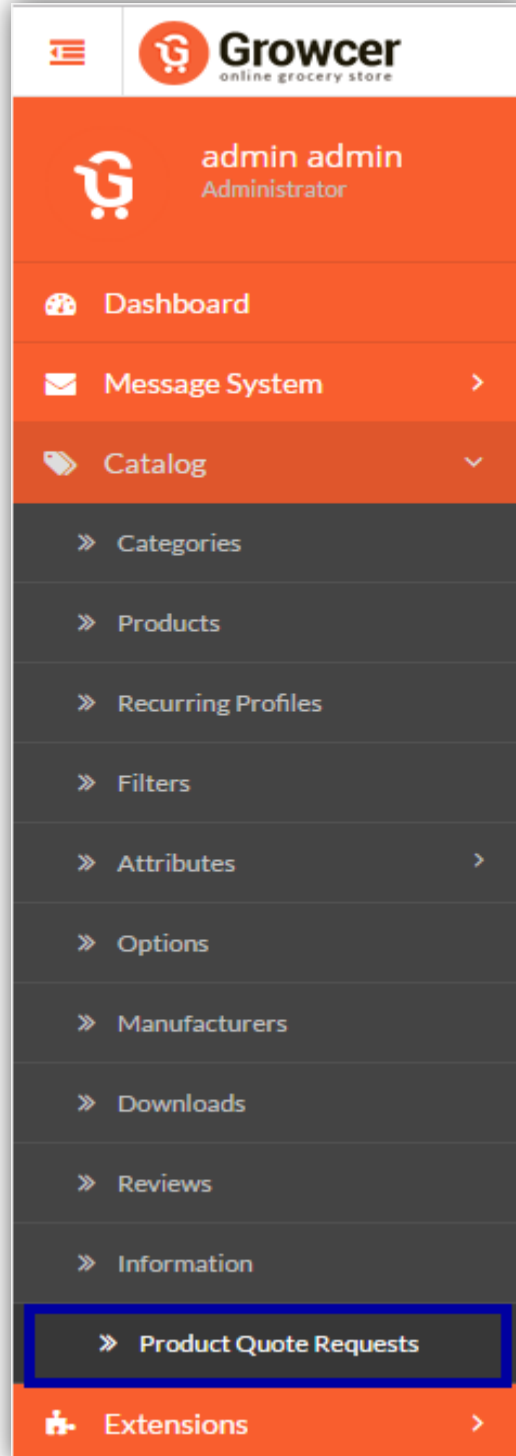 Growcer
online grocery store
admin admin
Administrator
Dashboard
Message System
Catalog
Categories
Products
Recurring Profiles
Filters
Attributes
Options
Manufacturers
Downloads
Reviews
Information
Product Quote Requests
Extensions